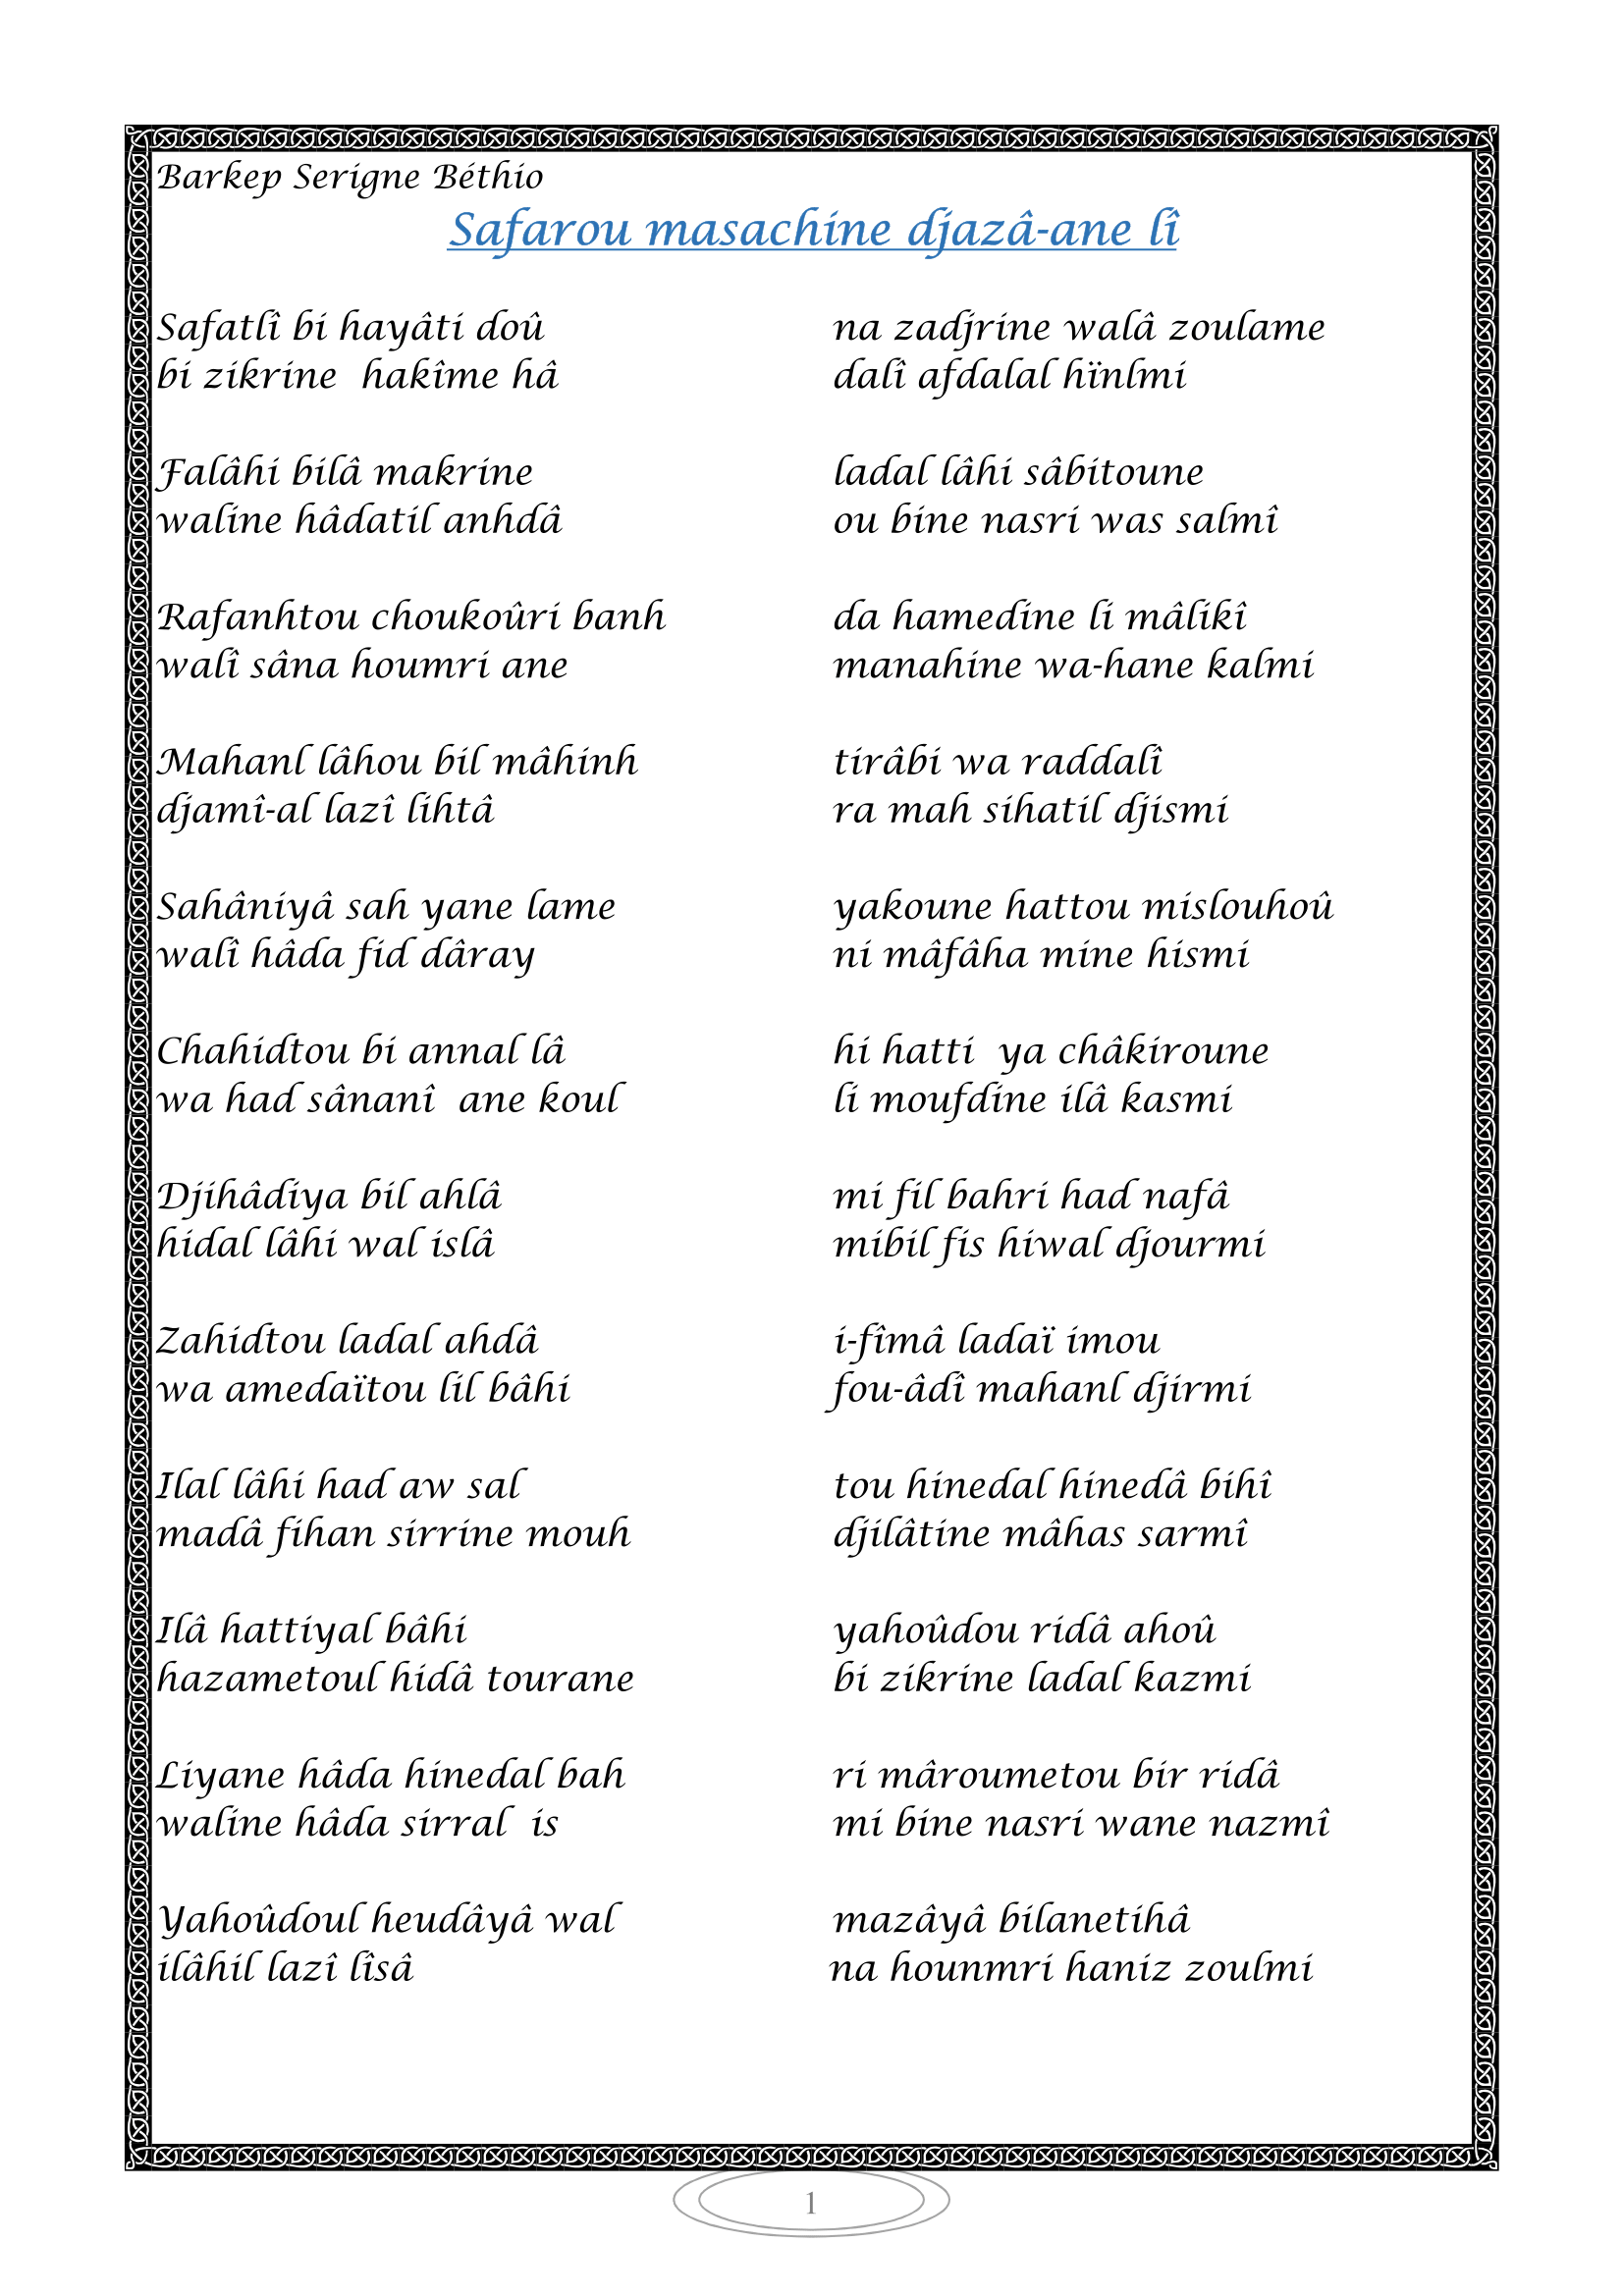 Barkep Serigne Béthio
Safarou masachine djazâ-ane lî
Safatlî bi hayâti doû na zadjrine walâ zoulame
bi zikrine hakîme hâ dalî afdalal hïnlmi
Falâhi bilâ makrine ladal lâhi sâbitoune
waline hâdatil anhdâ ou bine nasri was salmî
Rafanhtou choukoûri banh da hamedine li mâlikî
walî sâna houmri ane manahine wa-hane kalmi
Mahanl lâhou bil mâhinh tirâbi wa raddalî
djamî-al lazî lihtâ ra mah sihatil djismi
Sahâniyâ sah yane lame yakoune hattou mislouhoû
walî hâda fid dâray ni mâfâha mine hismi
Chahidtou bi annal lâ hi hatti ya châkiroune
wa had sânanî ane koul li moufdine ilâ kasmi
Djihâdiya bil ahlâ mi fil bahri had nafâ
hidal lâhi wal islâ mibil fis hiwal djourmi
Zahidtou ladal ahdâ i-fîmâ ladaï imou
wa amedaïtou lil bâhi fou-âdî mahanl djirmi
Ilal lâhi had aw sal tou hinedal hinedâ bihî
madâ fihan sirrine mouh djilâtine mâhas sarmî
Ilâ hattiyal bâhi yahoûdou ridâ ahoû
hazametoul hidâ tourane bi zikrine ladal kazmi
Liyane hâda hinedal bah ri mâroumetou bir ridâ
waline hâda sirral is mi bine nasri wane nazmî
Yahoûdoul heudâyâ wal mazâyâ bilanetihâ
ilâhil lazî lîsâ na hounmri haniz zoulmi
1